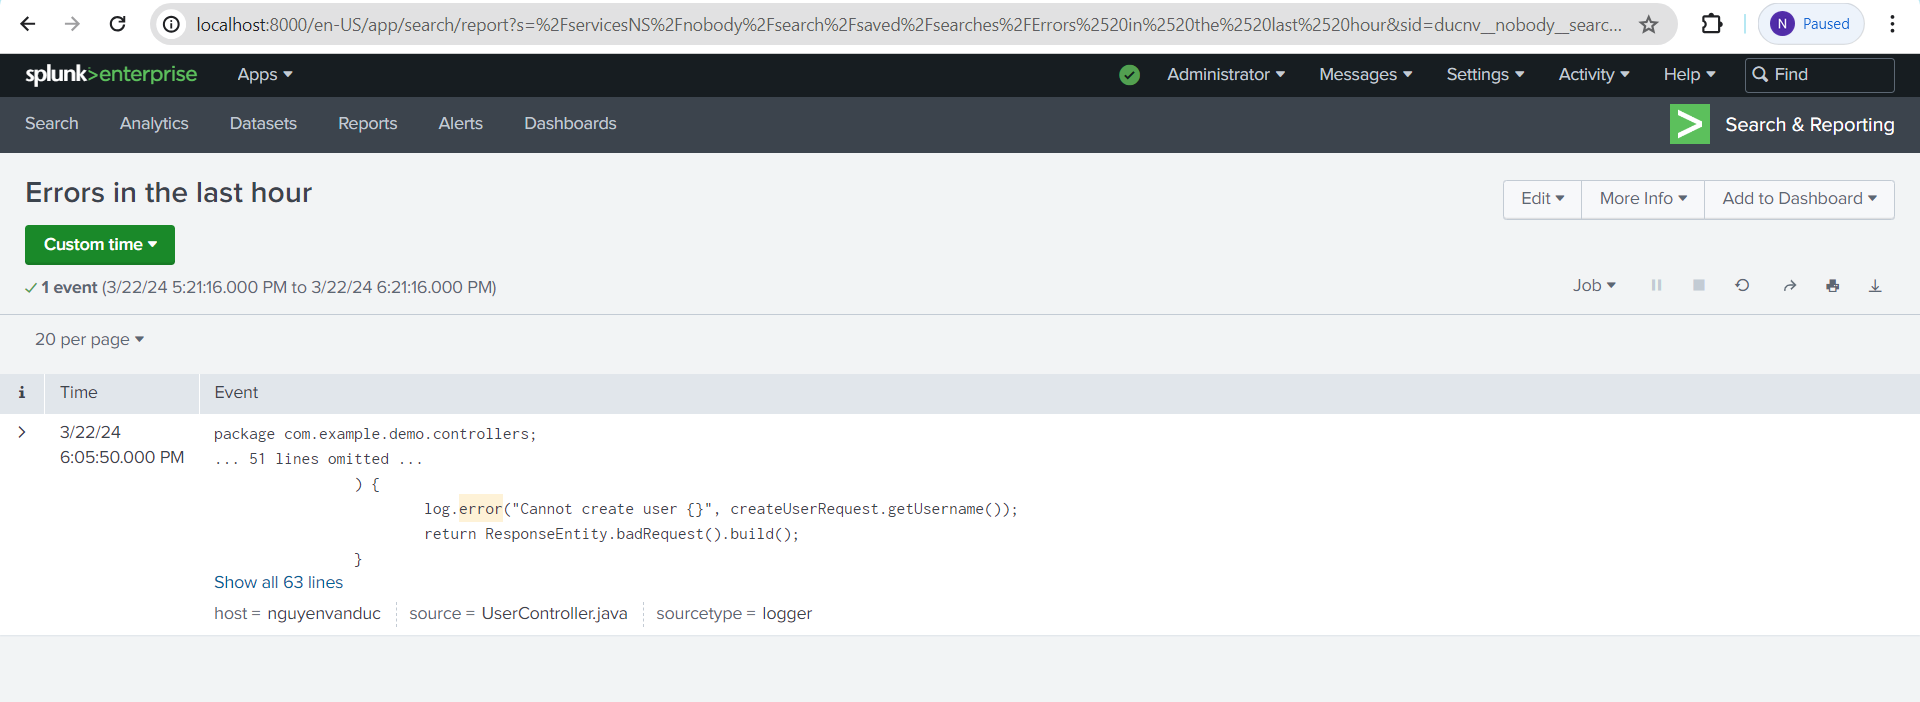 localhost:8000/en-US/app/search/report?s=%2FservicesNS%2Fnobody%2Fsearch%2Fsaved%2Fsearches%2FErrors%2520in%2520the%2520last%2520hour&sid=ducnv__nobody__searc...
N Paused
splunk>enterprise Apps Administrator Messages Settings Activity Help Find
Search Analytics Datasets Reports Alerts Dashboards Search & Reporting
Errors in the last hour
Edit More Info Add to Dashboard
Custom time
1 event (3/22/24 5:21:16.000 PM to 3/22/24 6:21:16.000 PM)
Job
20 per page
i Time Event
3/22/24
6:05:50.000 PM
package com.example.demo.controllers;
... 51 lines omitted ...
) {
log.error("Cannot create user {}", createUserRequest.getUsername());
return ResponseEntity.badRequest().build();
}
Show all 63 lines
host = nguyenvanduc source = UserController.java sourcetype = logger